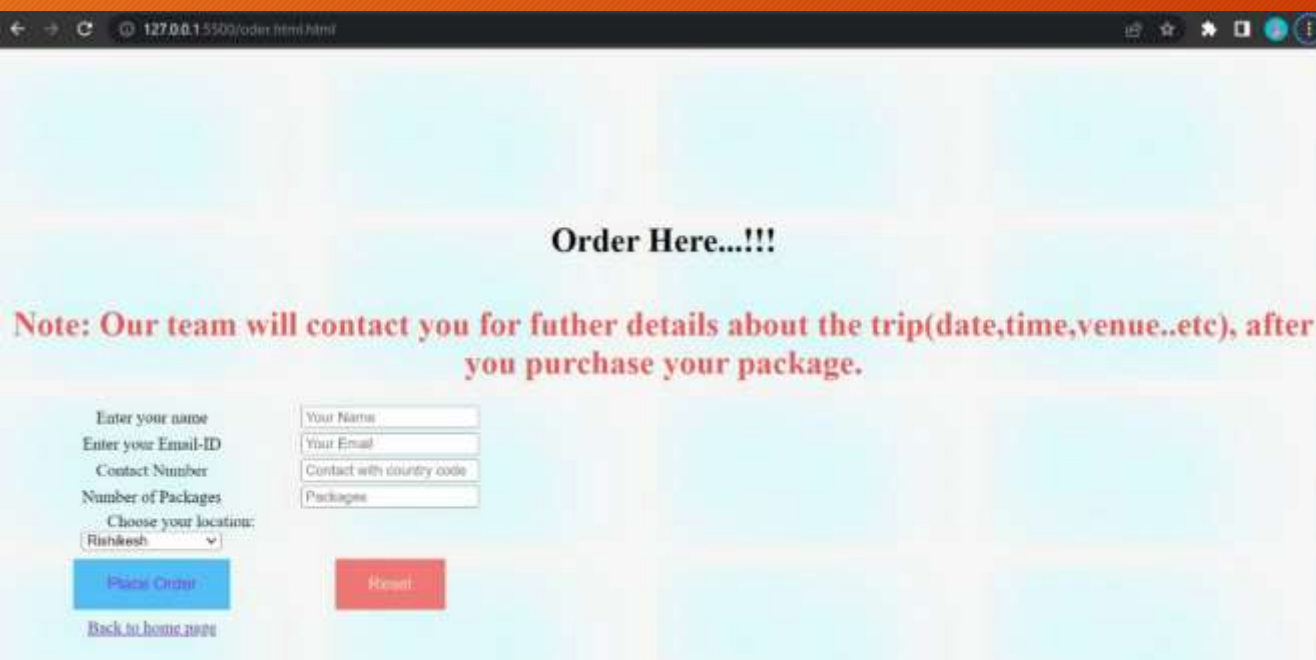 127.0.0.1:5500/oder.html.html
Order Here...!!!
Note: Our team will contact you for futher details about the trip(date,time,venue..etc), after
you purchase your package.
Enter your name Your Name
Enter your Email-ID Your Email
Contact Number Contact with country code
Number of Packages Packages
Choose your location:
Rishikesh
Place Order Reset
Back to home page